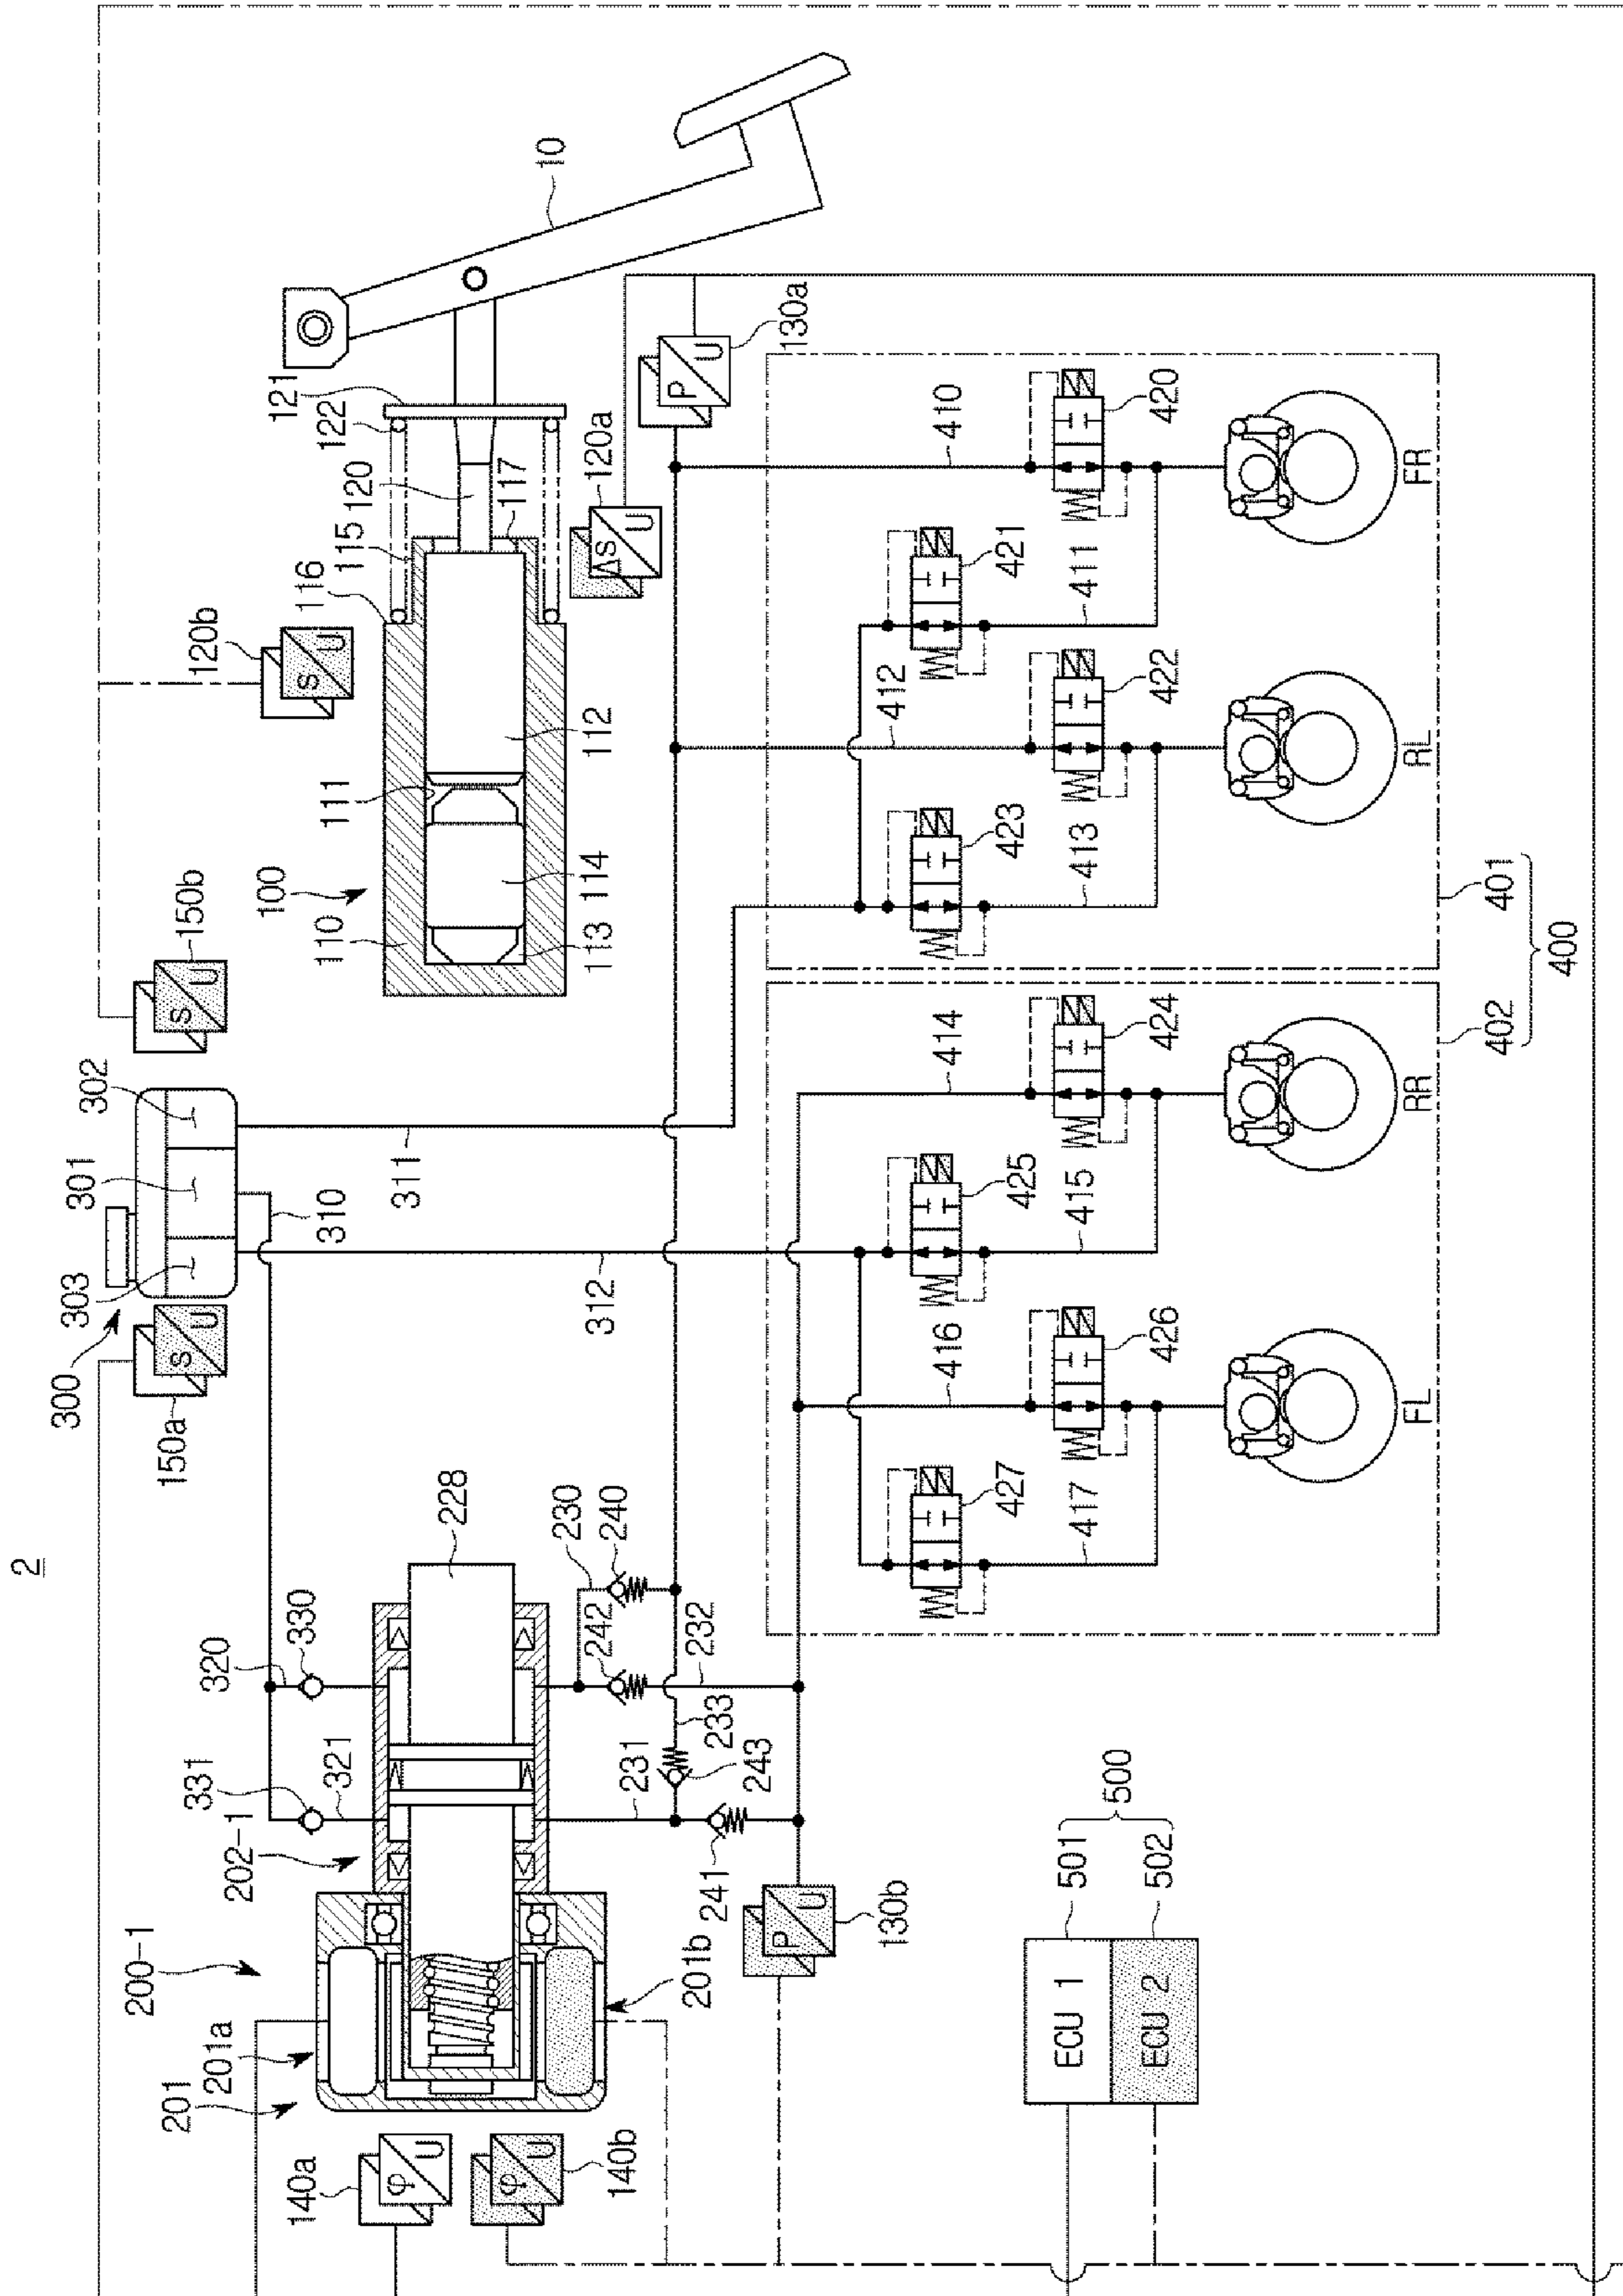 2
10
121
122
120
117
115
116
120b
S
U
120a
Δs
U
130a
P
U
112
111
114
113
100
110
150b
S
U
302
301
303
300
310
311
312
150a
S
U
228
320
330
331
321
202-1
200-1
201
201a
201b
230
240
242
232
233
231
243
241
130b
P
U
140a
φ
U
140b
φ
U
410
420
421
411
412
422
423
413
401
402
400
414
424
425
415
416
426
427
417
FR
RL
RR
FL
500
501
502
ECU 1
ECU 2